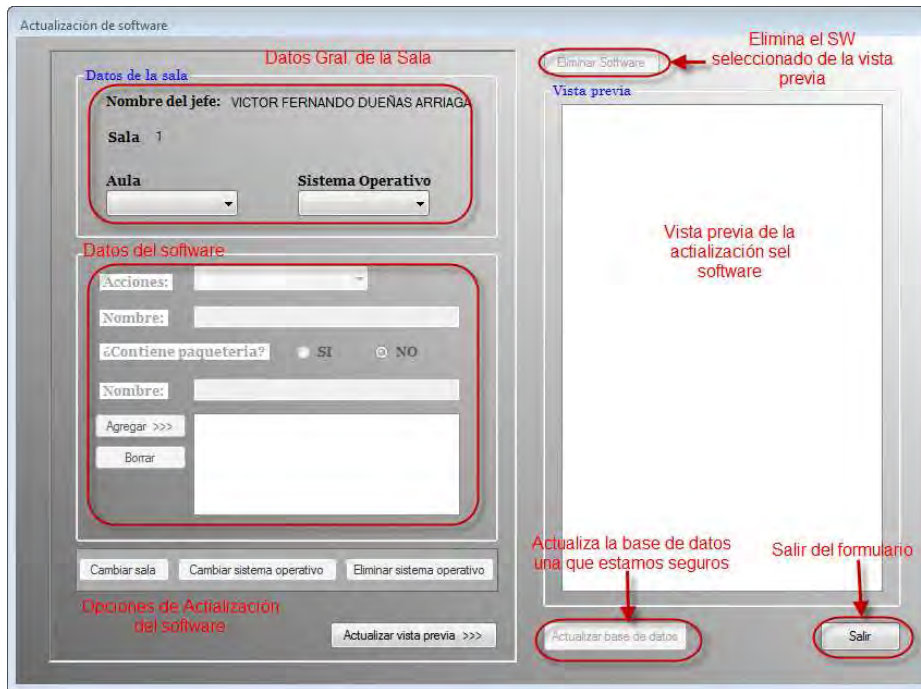 Actualización de software
Datos Gral. de la Sala
Datos de la sala
Nombre del jefe: VICTOR FERNANDO DUEÑAS ARRIAGA
Sala 1
Aula
Sistema Operativo
Datos del software
Acciones:
Nombre:
¿Contiene paqueteria? SI NO
Nombre:
Agregar >>>
Borrar
Cambiar sala
Cambiar sistema operativo
Eliminar sistema operativo
Opciones de Actialización
del software
Actualizar vista previa >>>
Eliminar Software
Elimina el SW
seleccionado de la vista
previa
Vista previa
Vista previa de la
actialización sel
software
Actualiza la base de datos
una que estamos seguros
Salir del formulario
Actualizar base de datos
Salir